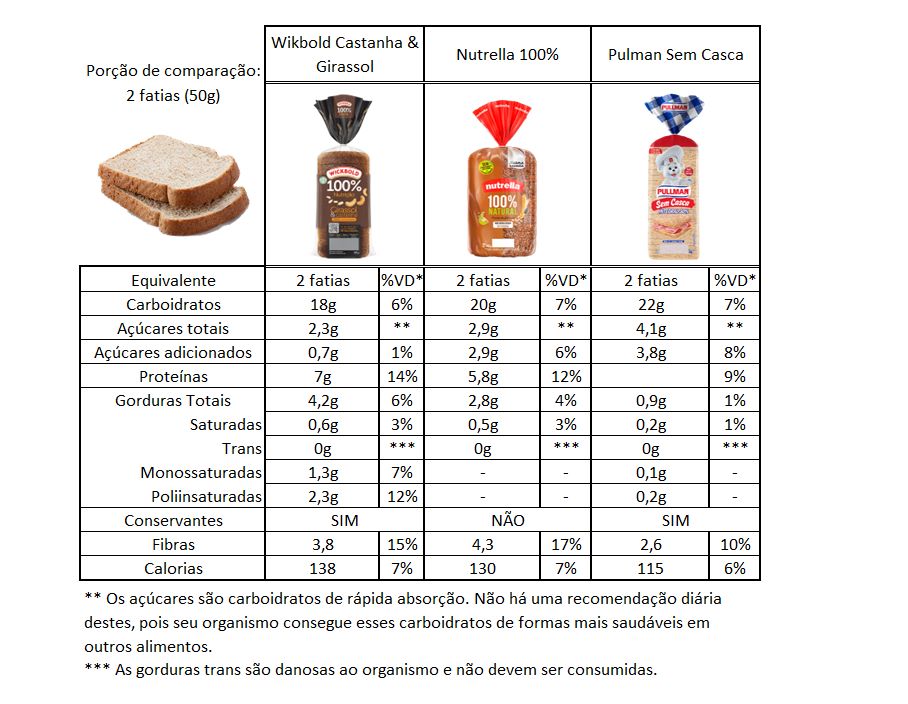 Porção de comparação:
2 fatias (50g)
Wikbold Castanha &
Girassol
Nutrella 100%
Pulman Sem Casca
WICKBOLD
100%
WICKBOLD
100%
Nutrição
Girassol
nutrella
100%
NATURAL
PULLMAN
PULLMAN
Sem Casca
Equivalente 2 fatias %VD* 2 fatias %VD* 2 fatias %VD*
Carboidratos 18g 6% 20g 7% 22g 7%
Açúcares totais 2,3g ** 2,9g ** 4,1g **
Açúcares adicionados 0,7g 1% 2,9g 6% 3,8g 8%
Proteínas 7g 14% 5,8g 12% 9%
Gorduras Totais 4,2g 6% 2,8g 4% 0,9g 1%
Saturadas 0,6g 3% 0,5g 3% 0,2g 1%
Trans 0g *** 0g *** 0g ***
Monossaturadas 1,3g 7% - - 0,1g -
Poliinsaturadas 2,3g 12% - - 0,2g -
Conservantes SIM NÃO SIM
Fibras 3,8 15% 4,3 17% 2,6 10%
Calorias 138 7% 130 7% 115 6%
** Os açúcares são carboidratos de rápida absorção. Não há uma recomendação diária
destes, pois seu organismo consegue esses carboidratos de formas mais saudáveis em
outros alimentos.
*** As gorduras trans são danosas ao organismo e não devem ser consumidas.